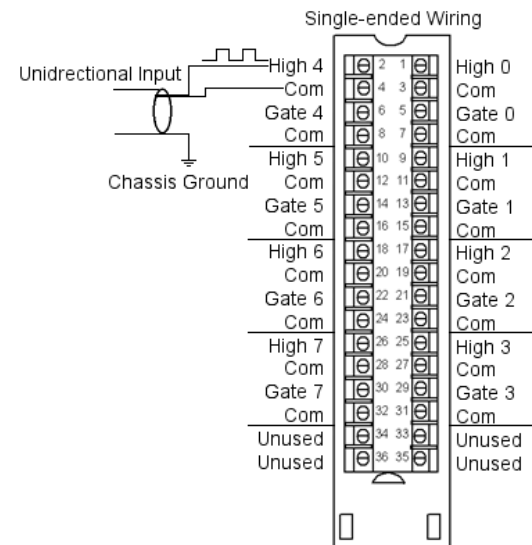 Single-ended Wiring
Unidirectional Input
Chassis Ground
High 4 2 1 High 0
Com 4 3 Com
Gate 4 6 5 Gate 0
Com 8 7 Com
High 5 10 9 High 1
Com 12 11 Com
Gate 5 14 13 Gate 1
Com 16 15 Com
High 6 18 17 High 2
Com 20 19 Com
Gate 6 22 21 Gate 2
Com 24 23 Com
High 7 26 25 High 3
Com 28 27 Com
Gate 7 30 29 Gate 3
Com 32 31 Com
Unused 34 33 Unused
Unused 36 35 Unused